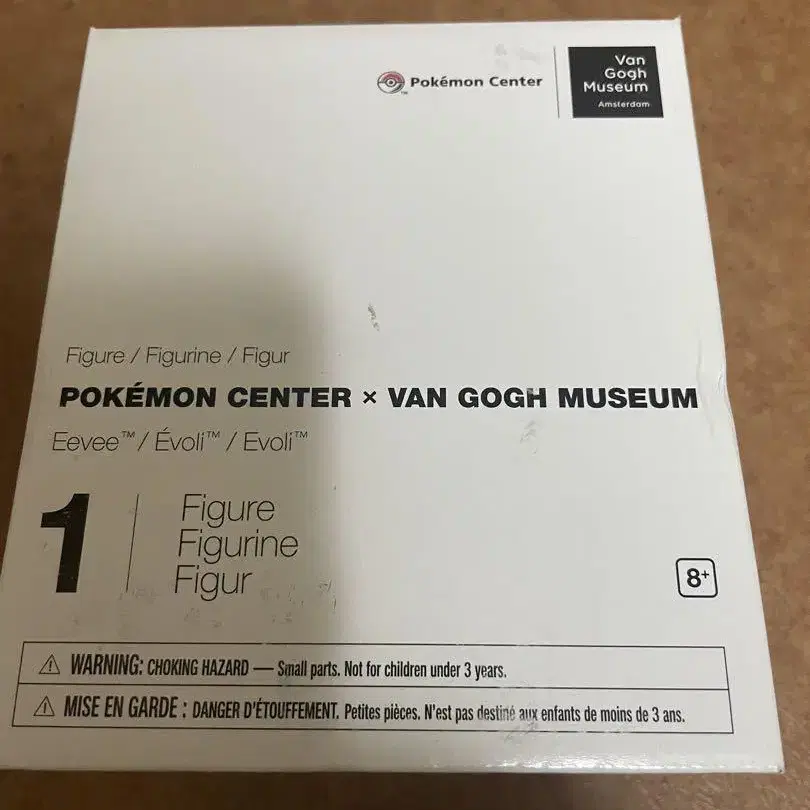 Pokémon Center
Van
Gogh
Museum
Amsterdam
Figure / Figurine / Figur
POKÉMON CENTER × VAN GOGH MUSEUM
Eevee™ / Évoli™ / Evoli™
1
Figure
Figurine
Figur
8+
⚠ WARNING: CHOKING HAZARD — Small parts. Not for children under 3 years.
⚠ MISE EN GARDE : DANGER D'ÉTOUFFEMENT. Petites pièces. N'est pas destiné aux enfants de moins de 3 ans.